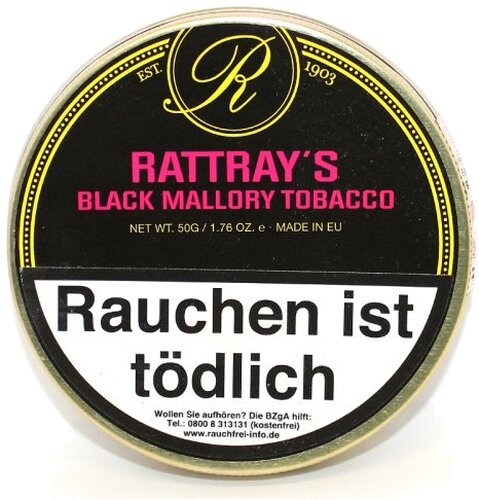 R
EST. 1903
RATTRAY'S
BLACK MALLORY TOBACCO
NET WT. 50G / 1.76 OZ. e · MADE IN EU
Rauchen ist
tödlich
Wollen Sie aufhören? Die BZgA hilft:
Tel.: 0800 8 313131 (kostenfrei)
www.rauchfrei-info.de